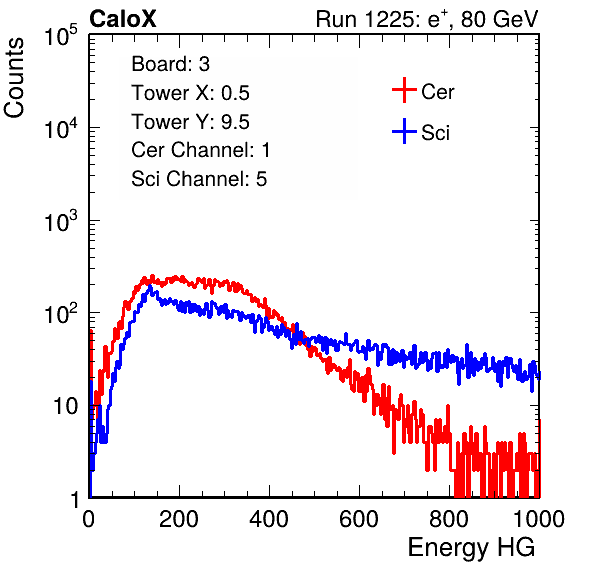 CaloX Run 1225: e⁺, 80 GeV
Counts
10⁵
10⁴
10³
10²
10
1
Board: 3
Tower X: 0.5
Tower Y: 9.5
Cer Channel: 1
Sci Channel: 5
Cer
Sci
0 200 400 600 800 1000
Energy HG